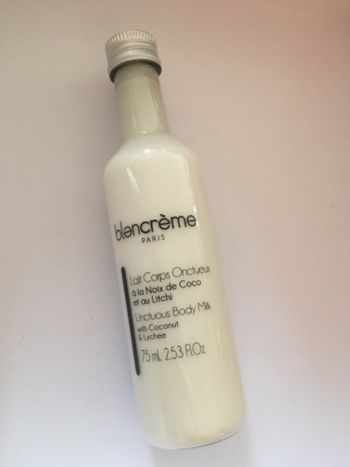 blancrème
PARIS
Lait Corps Onctueux
à la Noix de Coco
et au Litchi
Unctuous Body Milk
with Coconut
& Lychee
75 mL 2.53 Fl.Oz